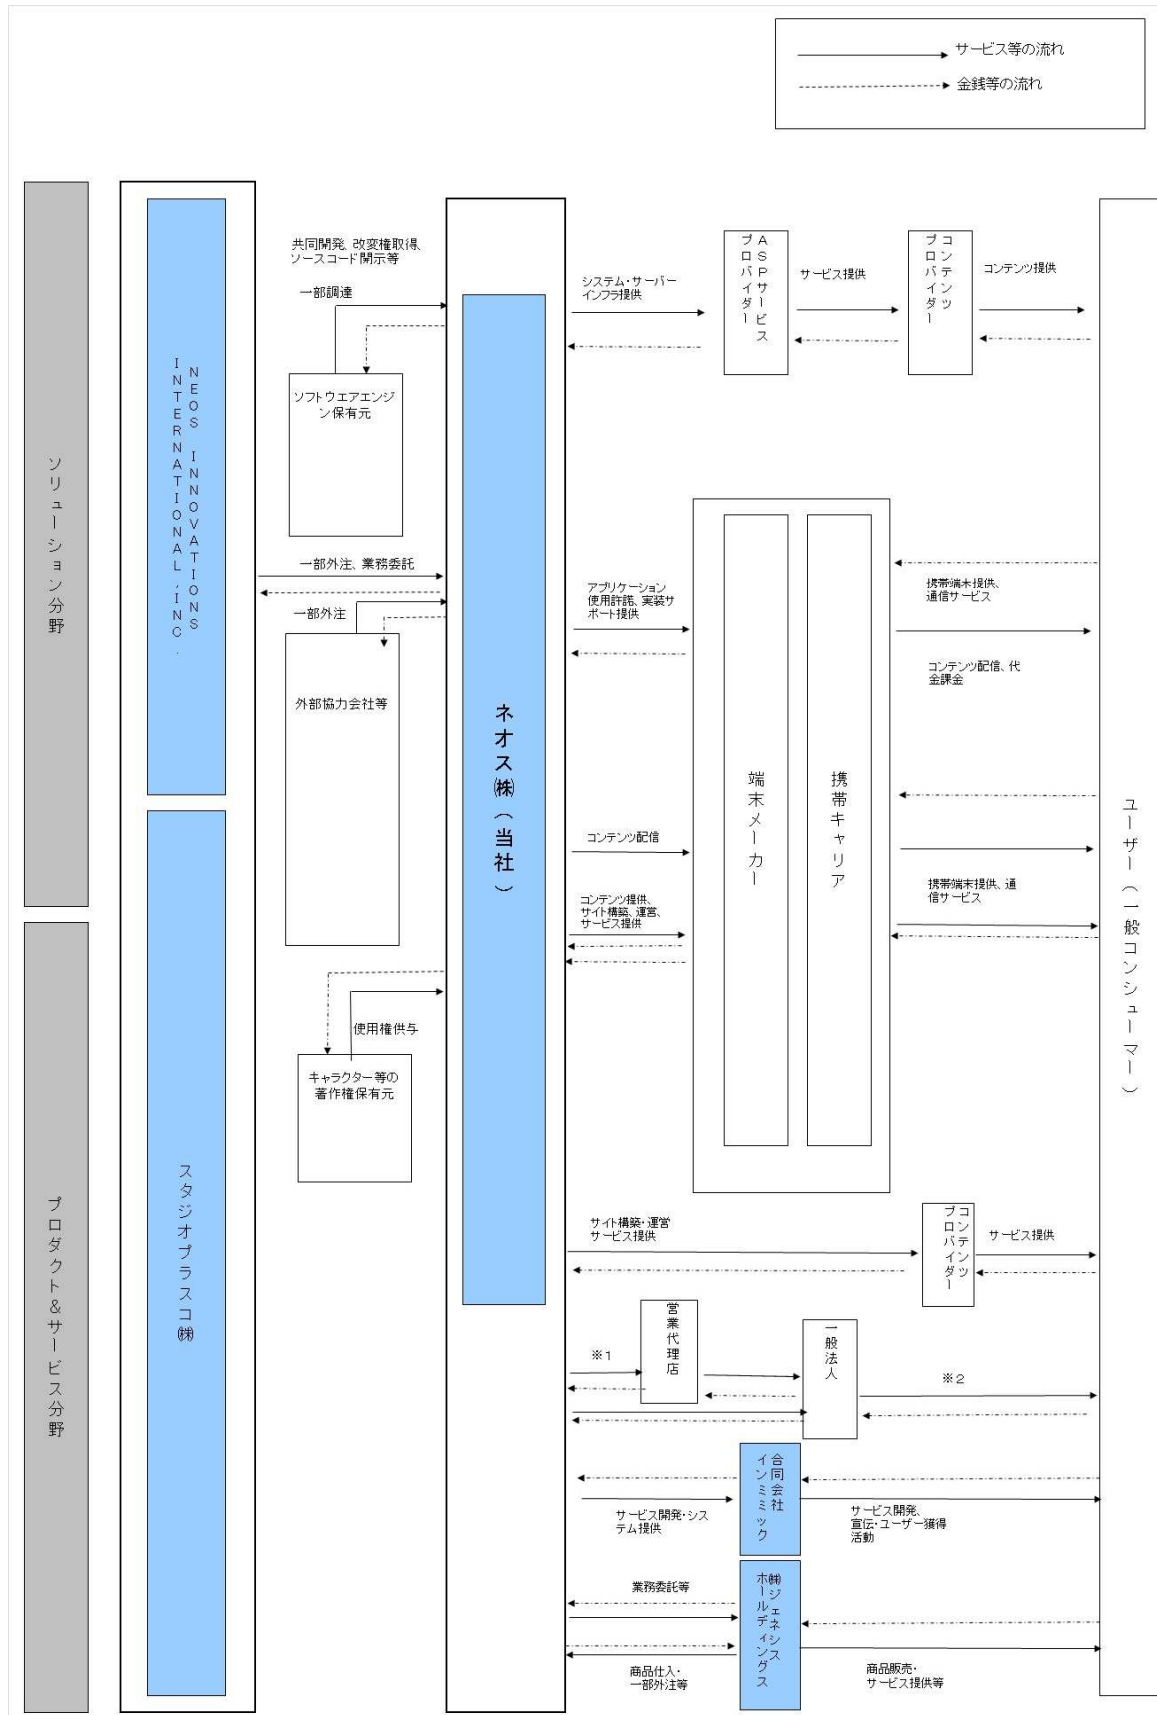 サービス等の流れ
金銭等の流れ
ソリューション分野
プロダクト&サービス分野
NEOS INNOVATIONS
INTERNATIONAL,INC.
スタジオプラスコ㈱
共同開発、改変権取得、
ソースコード開示等
一部調達
ソフトウエアエンジ
ン保有元
一部外注、業務委託
一部外注
外部協力会社等
使用権供与
キャラクター等の
著作権保有元
ネオス㈱（当社）
システム・サーバー
インフラ提供
ASPサービス
プロバイダー
サービス提供
コンテンツ
プロバイダー
コンテンツ提供
アプリケーション
使用許諾、実装サ
ポート提供
コンテンツ配信
コンテンツ提供、
サイト構築、運営、
サービス提供
端末メーカー
携帯キャリア
携帯端末提供、
通信サービス
コンテンツ配信、代
金課金
携帯端末提供、通
信サービス
ユーザー（一般コンシューマー）
サイト構築・運営
サービス提供
コンテンツ
プロバイダー
サービス提供
※1
営業代理店
一般法人
※2
合同会社
インミミック
サービス開発・シス
テム提供
サービス開発、
宣伝・ユーザー獲得
活動
業務委託等
㈱ジェネシス
ホールディングス
商品仕入・
一部外注等
商品販売・
サービス提供等